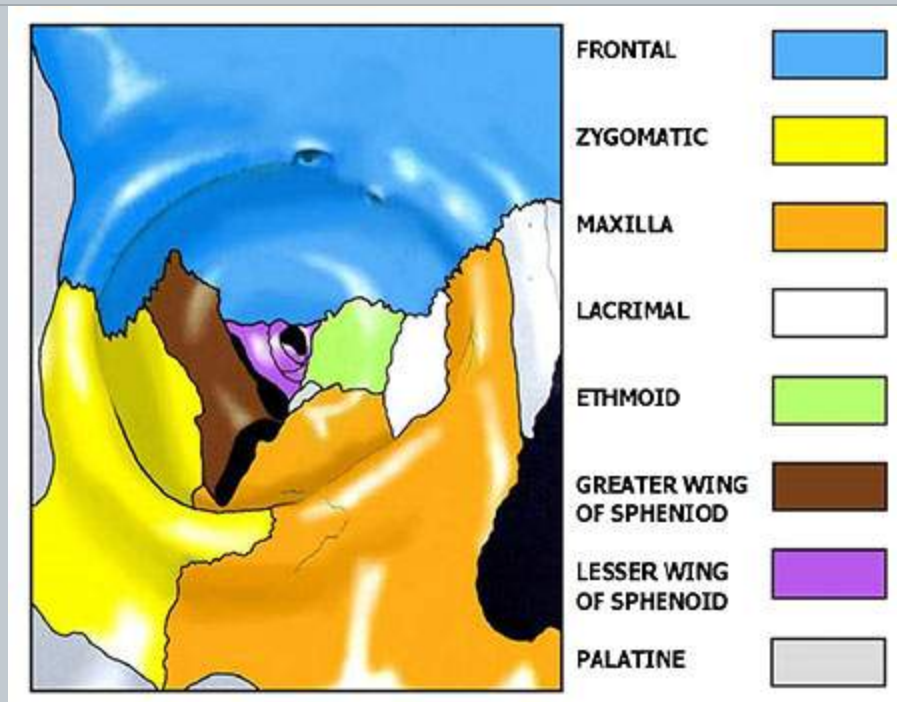 FRONTAL
ZYGOMATIC
MAXILLA
LACRIMAL
ETHMOID
GREATER WING
OF SPHENIOD
LESSER WING
OF SPHENOID
PALATINE